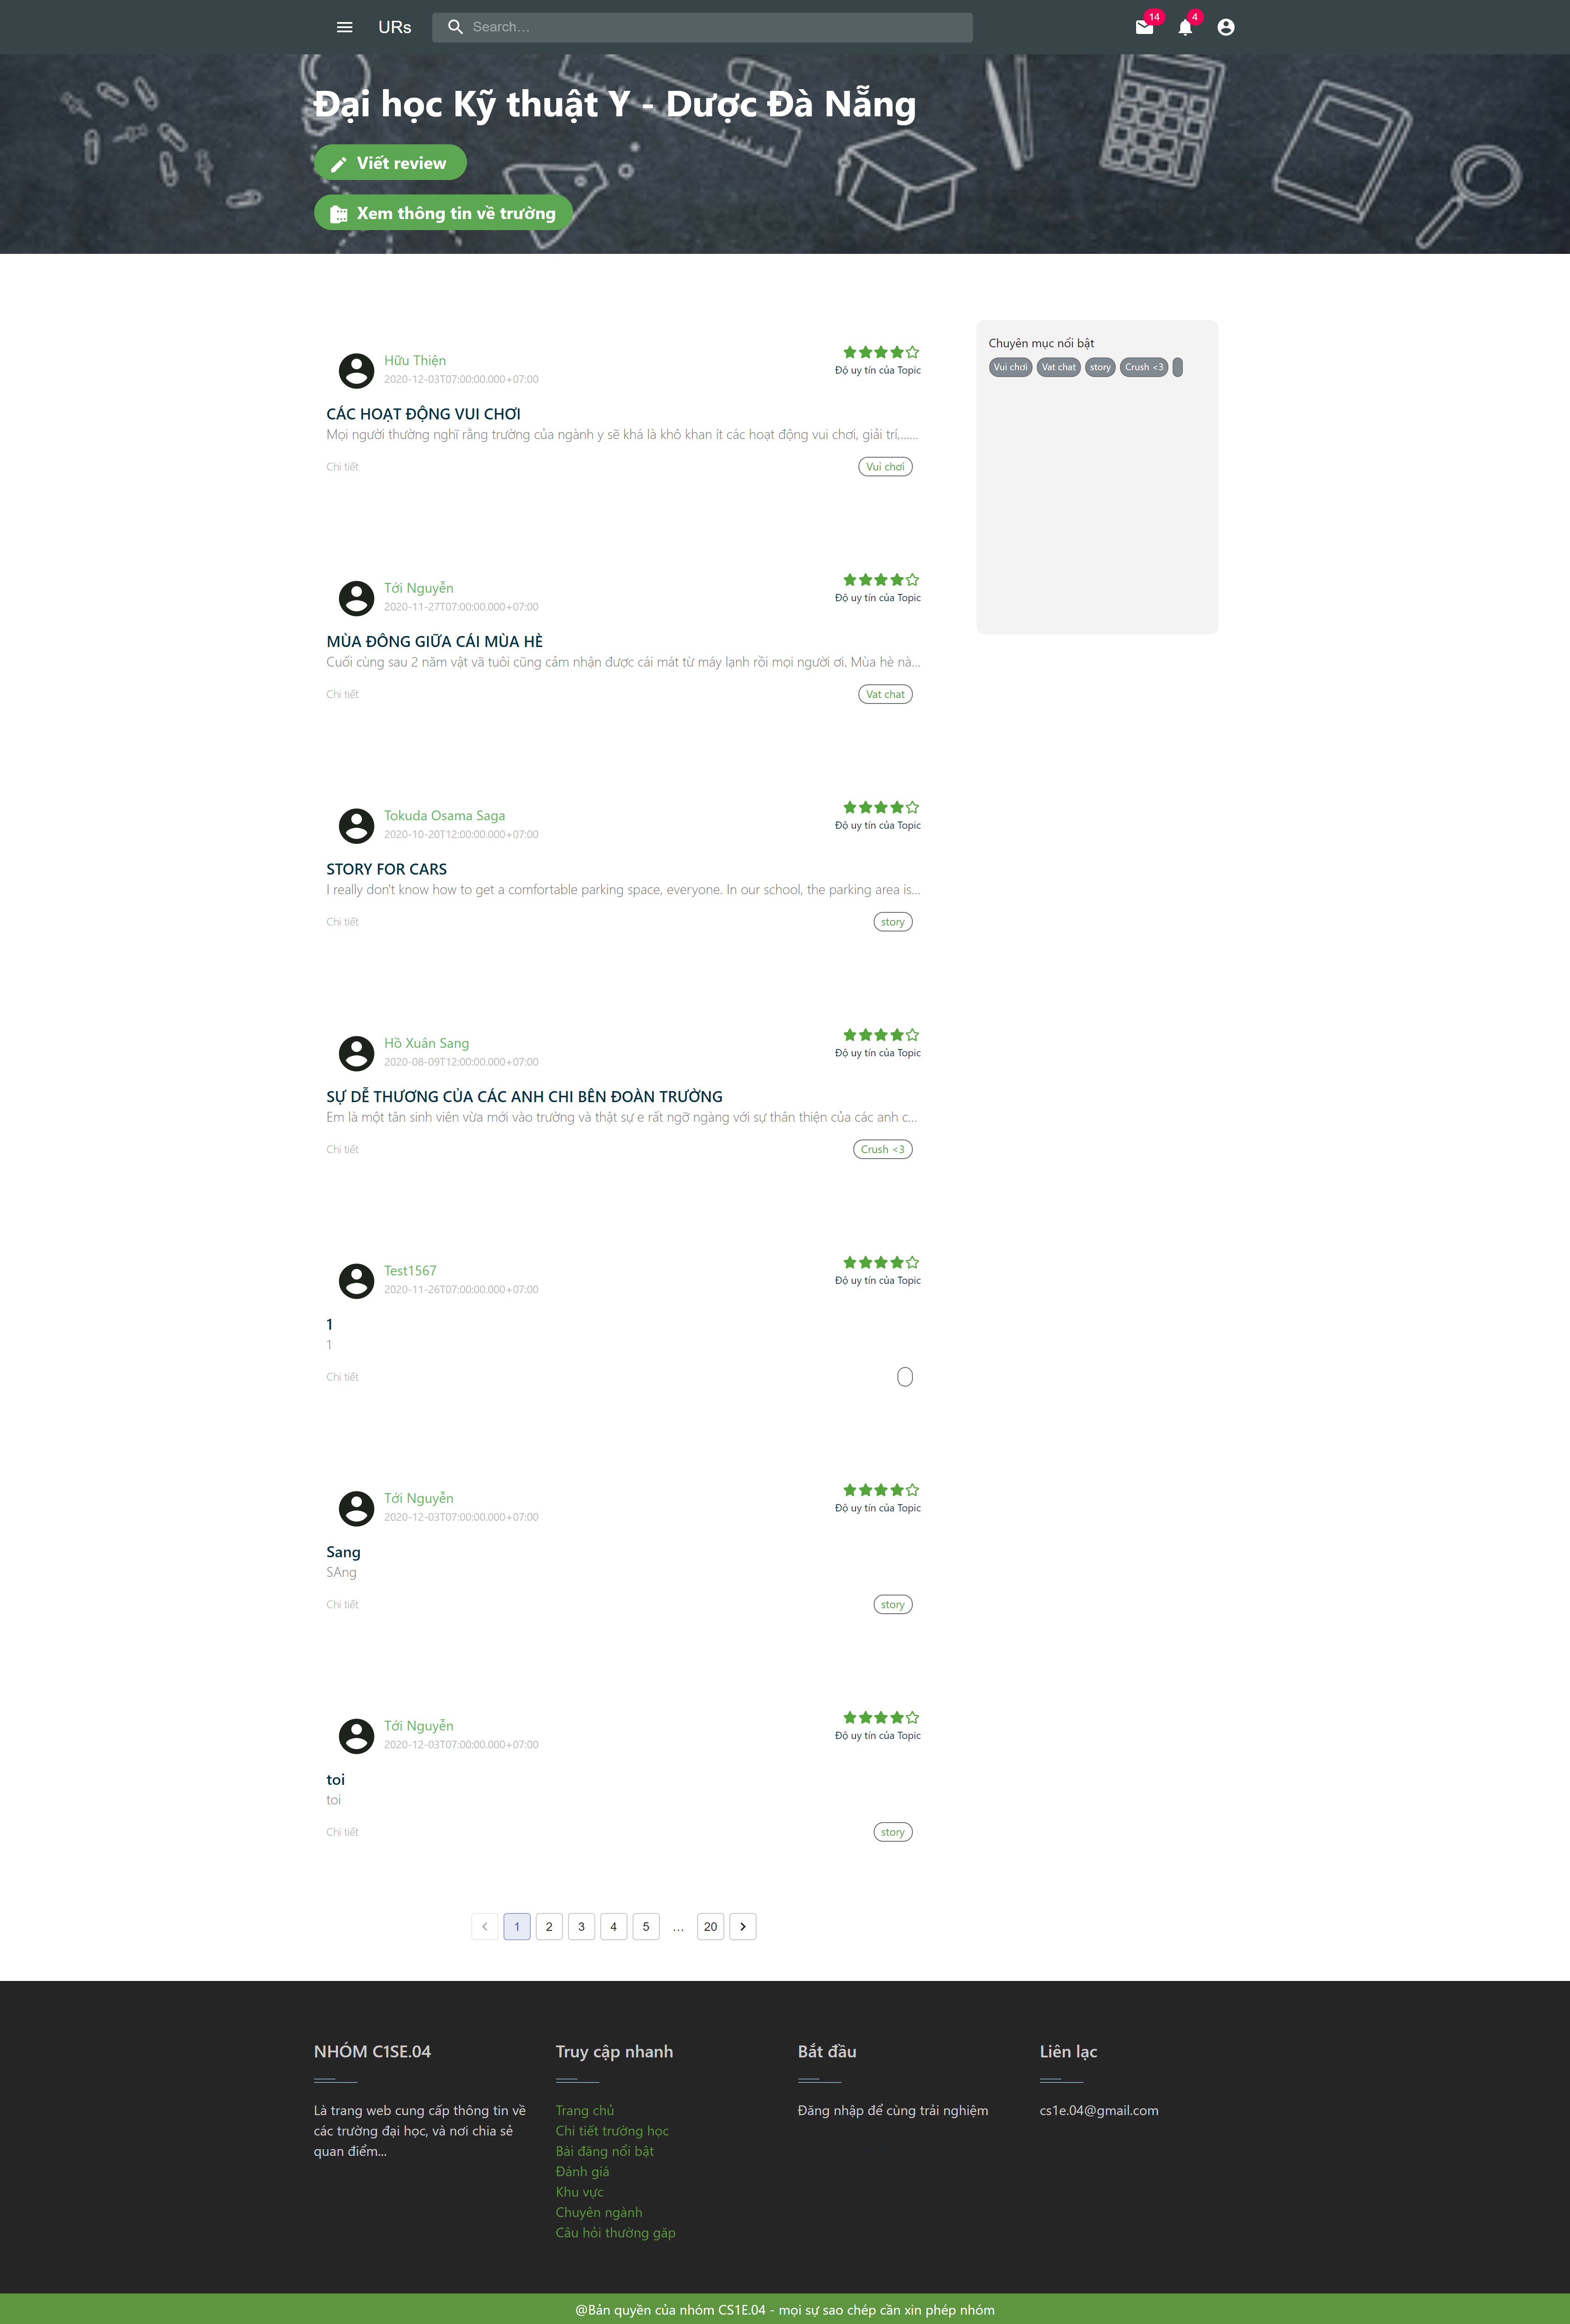 URs
Search…
14
4
Đại học Kỹ thuật Y - Dược Đà Nẵng
Viết review
Xem thông tin về trường
Hữu Thiện
2020-12-03T07:00:00.000+07:00
Độ uy tín của Topic
CÁC HOẠT ĐỘNG VUI CHƠI
Mọi người thường nghĩ rằng trường của ngành y sẽ khá là khô khan ít các hoạt động vui chơi, giải trí,......
Chi tiết
Vui chơi
Chuyên mục nổi bật
Vui chơi
Vat chat
story
Crush <3
Tới Nguyễn
2020-11-27T07:00:00.000+07:00
Độ uy tín của Topic
MÙA ĐÔNG GIỮA CÁI MÙA HÈ
Cuối cùng sau 2 năm vật vã tuôi cũng cảm nhận được cái mát từ máy lạnh rồi mọi người ơi. Mùa hè nà...
Chi tiết
Vat chat
Tokuda Osama Saga
2020-10-20T12:00:00.000+07:00
Độ uy tín của Topic
STORY FOR CARS
I really don't know how to get a comfortable parking space, everyone. In our school, the parking area is...
Chi tiết
story
Hồ Xuân Sang
2020-08-09T12:00:00.000+07:00
Độ uy tín của Topic
SỰ DỄ THƯƠNG CỦA CÁC ANH CHI BÊN ĐOÀN TRƯỜNG
Em là một tân sinh viên vừa mới vào trường và thật sự e rất ngỡ ngàng với sự thân thiện của các anh c...
Chi tiết
Crush <3
Test1567
2020-11-26T07:00:00.000+07:00
Độ uy tín của Topic
1
1
Chi tiết
Tới Nguyễn
2020-12-03T07:00:00.000+07:00
Độ uy tín của Topic
Sang
SAng
Chi tiết
story
Tới Nguyễn
2020-12-03T07:00:00.000+07:00
Độ uy tín của Topic
toi
toi
Chi tiết
story
1 2 3 4 5 … 20
NHÓM C1SE.04
Là trang web cung cấp thông tin về
các trường đại học, và nơi chia sẻ
quan điểm...
Truy cập nhanh
Trang chủ
Chi tiết trường học
Bài đăng nổi bật
Đánh giá
Khu vực
Chuyên ngành
Câu hỏi thường gặp
Bắt đầu
Đăng nhập để cùng trải nghiệm
Liên lạc
cs1e.04@gmail.com
@Bản quyền của nhóm CS1E.04 - mọi sự sao chép cần xin phép nhóm